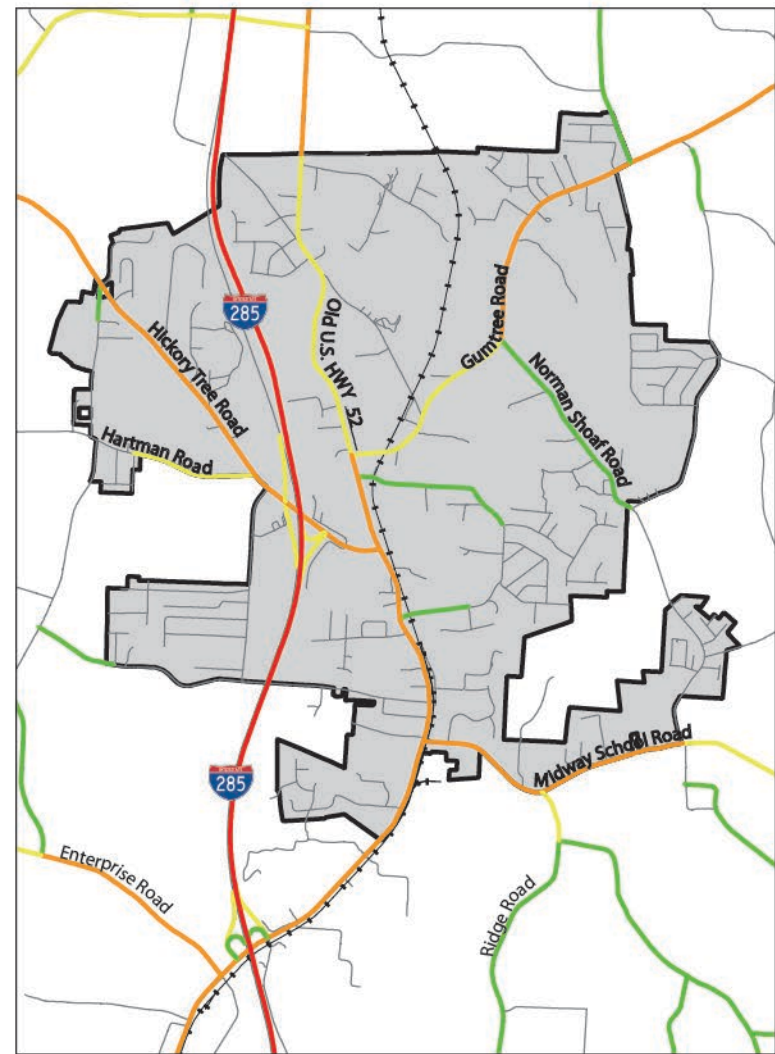 285
Old U.S. HWY 52
Gumtree Road
Hickory Tree Road
Norman Shoaf Road
Hartman Road
Midway School Road
285
Enterprise Road
Ridge Road